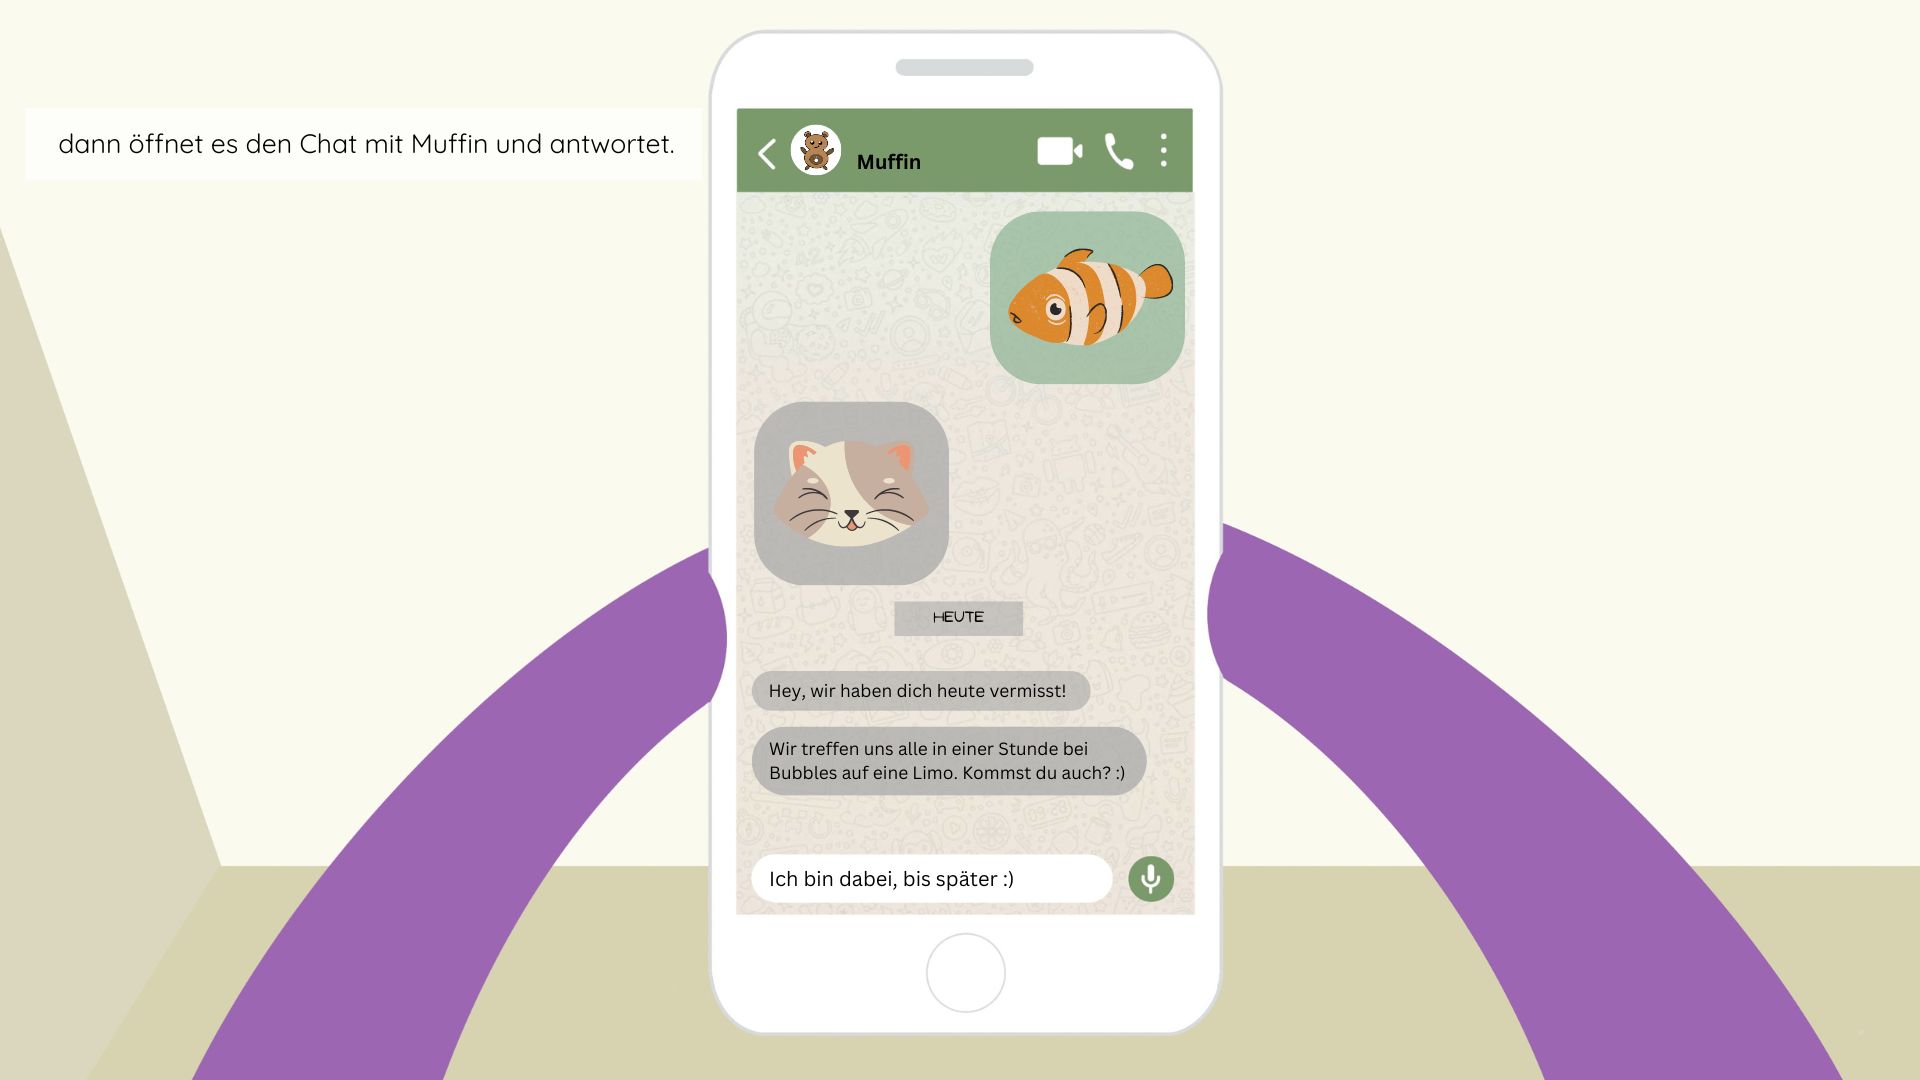 dann öffnet es den Chat mit Muffin und antwortet.
Muffin
HEUTE
Hey, wir haben dich heute vermisst!
Wir treffen uns alle in einer Stunde bei
Bubbles auf eine Limo. Kommst du auch? :)
Ich bin dabei, bis später :)